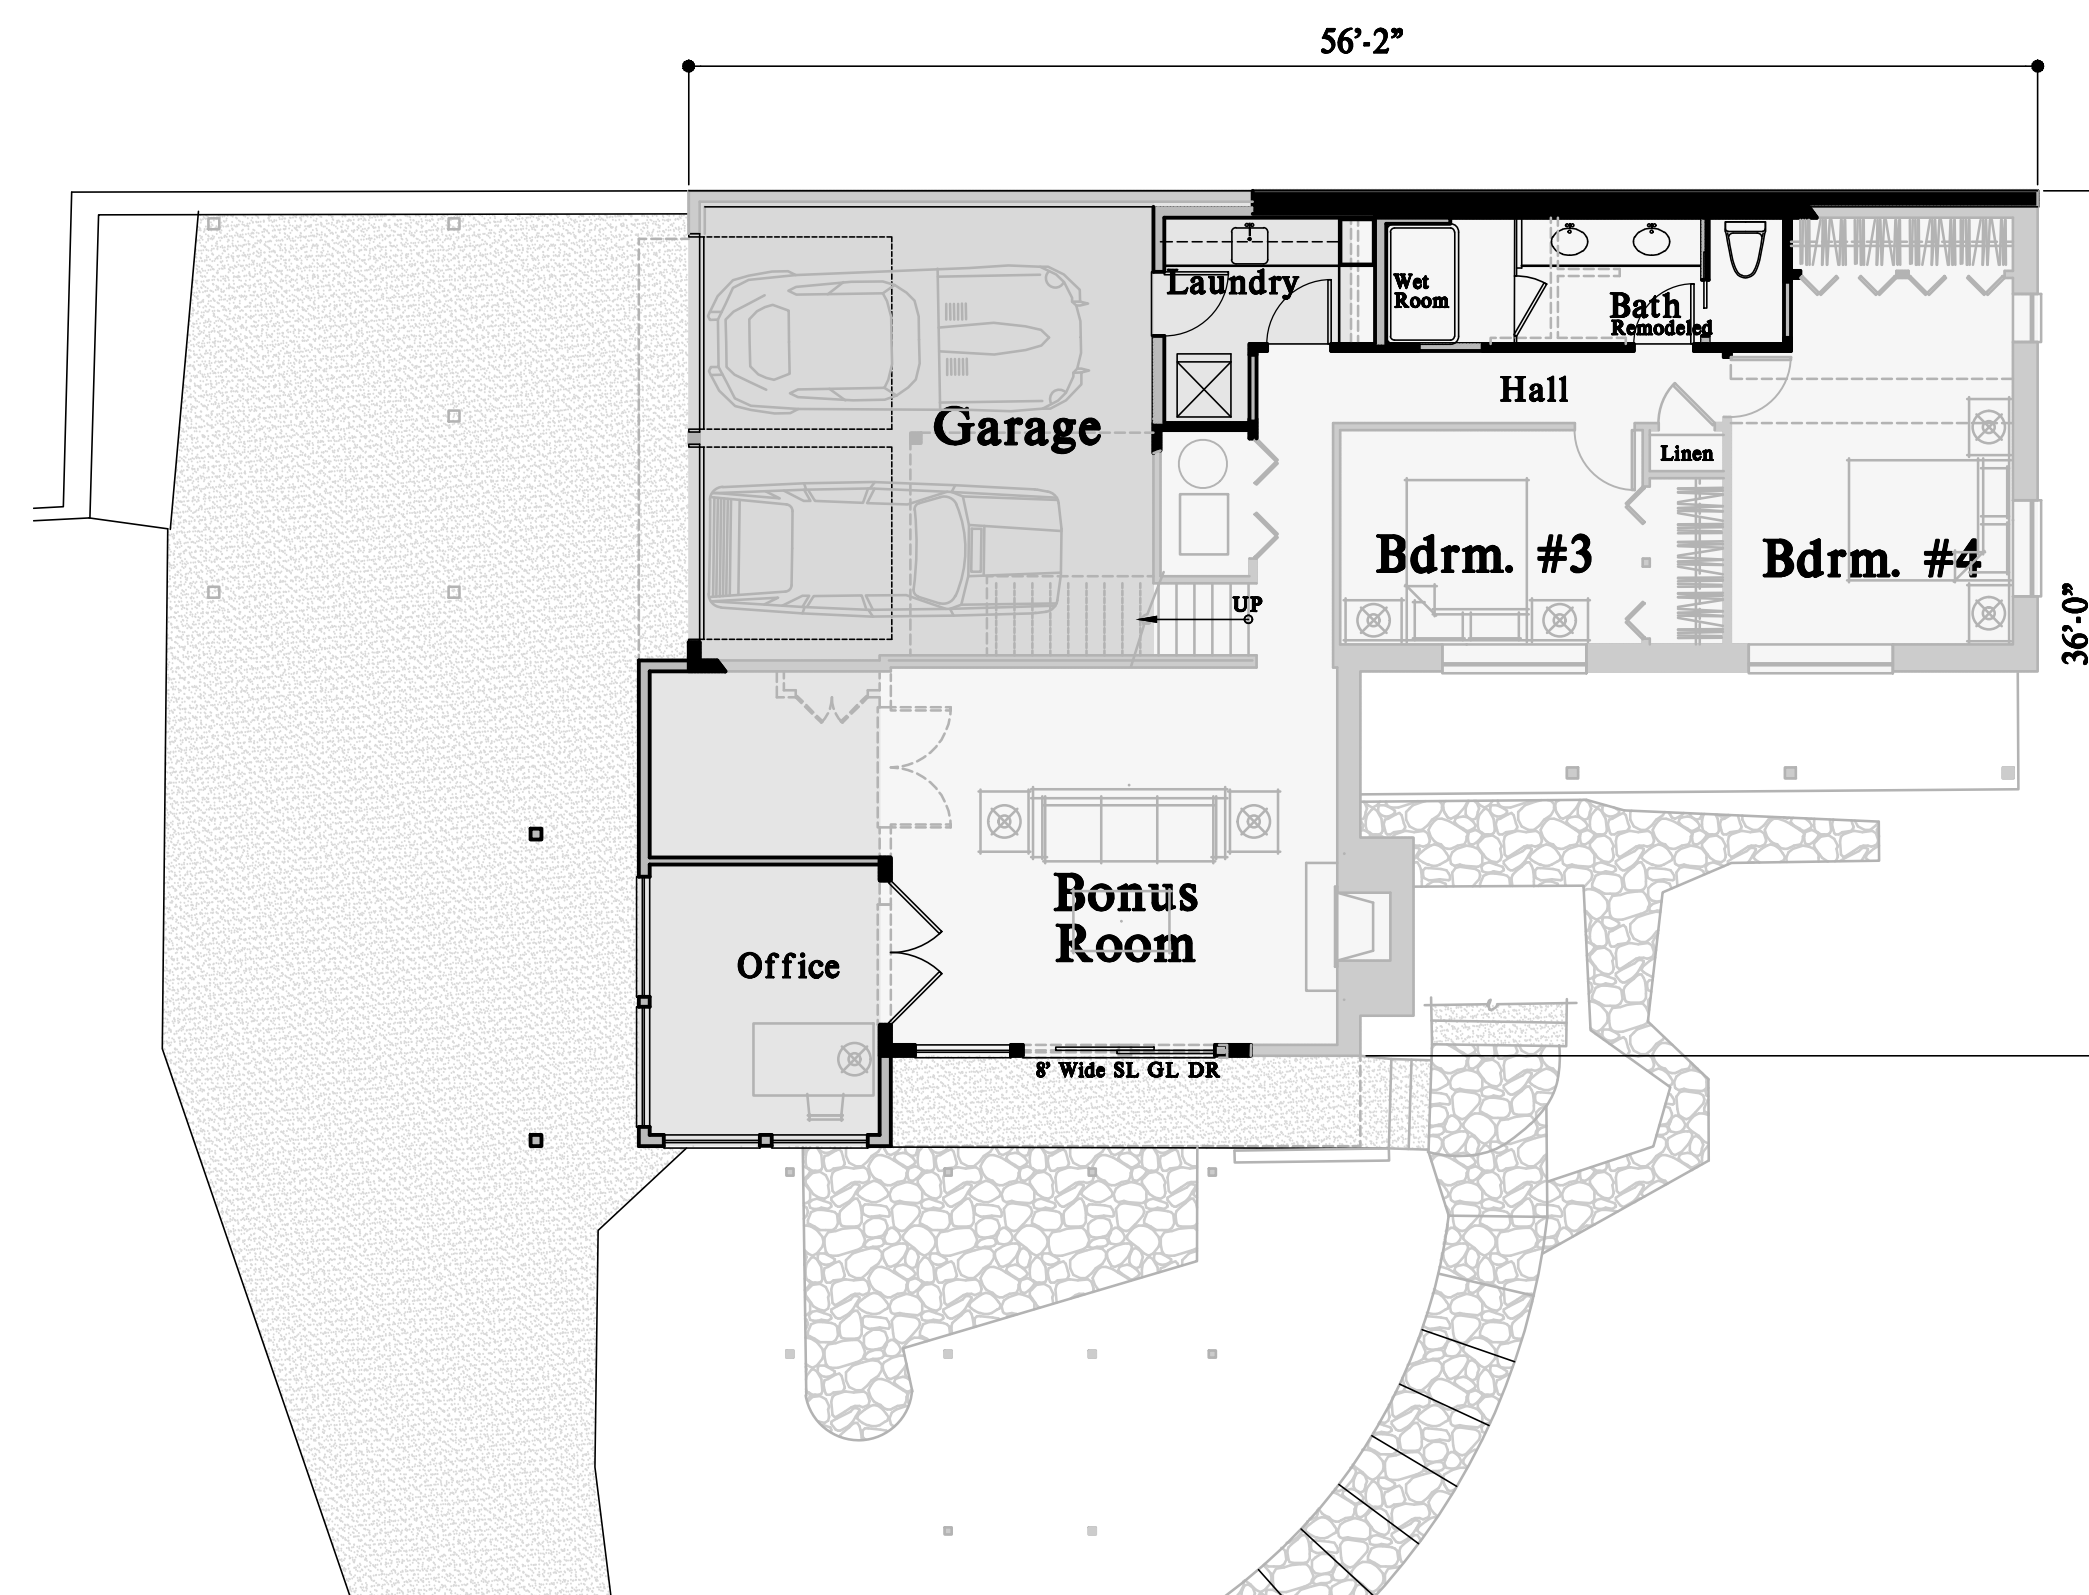 56’-2”
Laundry
Wet
Room
Bath
Remodeled
Hall
Garage
Linen
Bdrm. #3
Bdrm. #4
UP
36’-0”
Bonus
Room
Office
8’ Wide SL GL DR